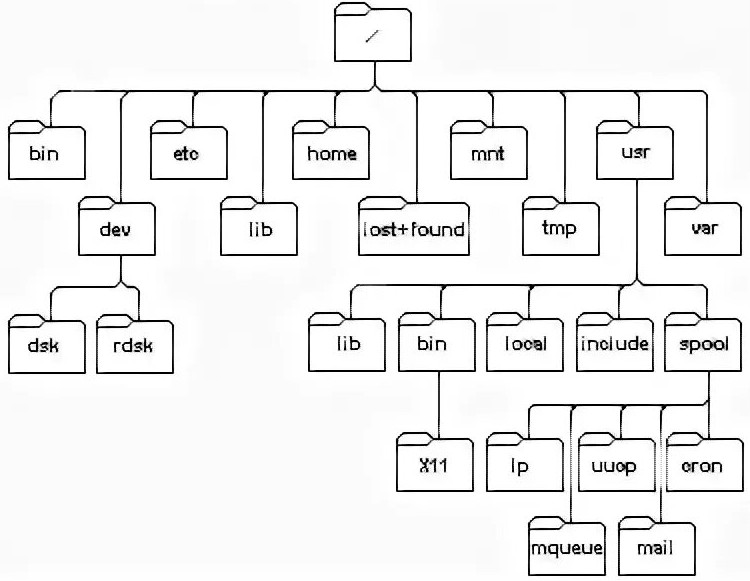 /
bin
etc
home
mnt
usr
dev
lib
lost+found
tmp
var
dsk
rdsk
lib
bin
local
include
spool
X11
lp
uucp
cron
mqueue
mail